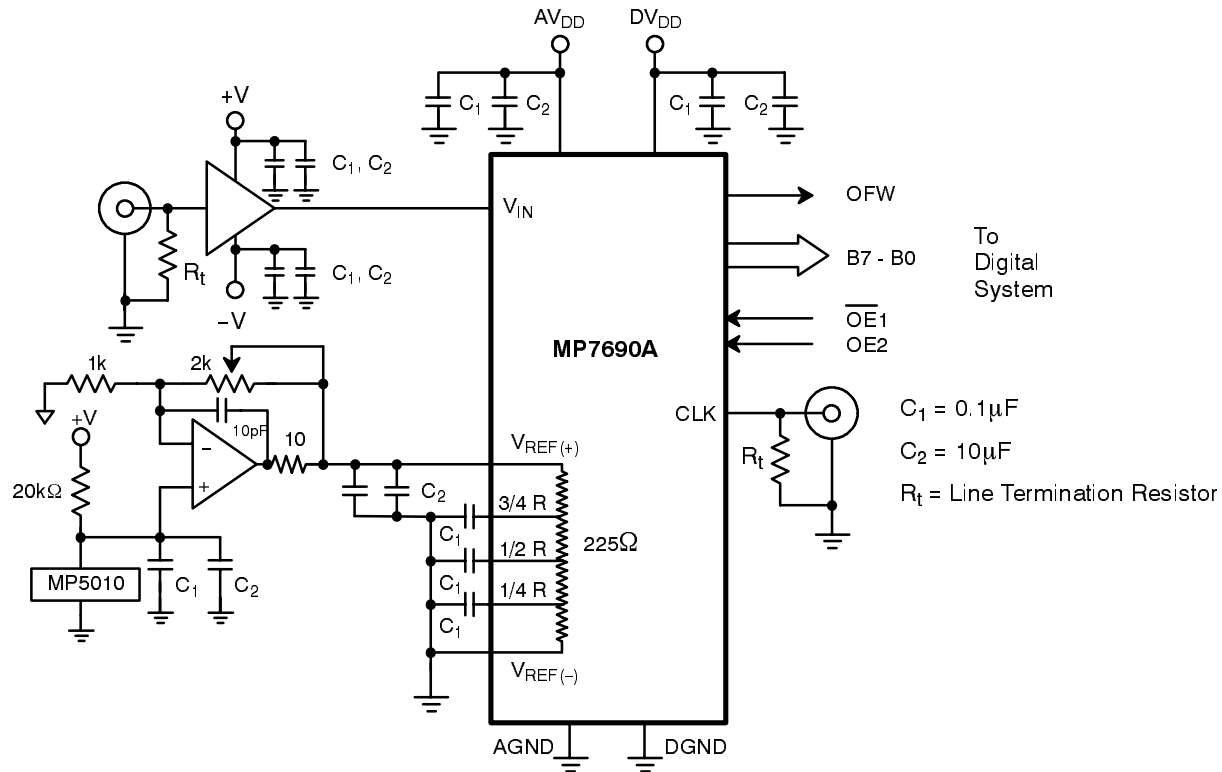 AVDD
DVDD
C1
C2
C1
C2
+V
C1, C2
VIN
Rt
C1, C2
–V
OFW
B7 - B0
To
Digital
System
OE1
OE2
MP7690A
1k
2k
10pF
10
+V
–
+
20kΩ
MP5010
C1
C2
VREF(+)
C2
3/4 R
C1
1/2 R
C1
1/4 R
C1
225Ω
VREF(–)
CLK
Rt
C1 = 0.1µF
C2 = 10µF
Rt = Line Termination Resistor
AGND
DGND